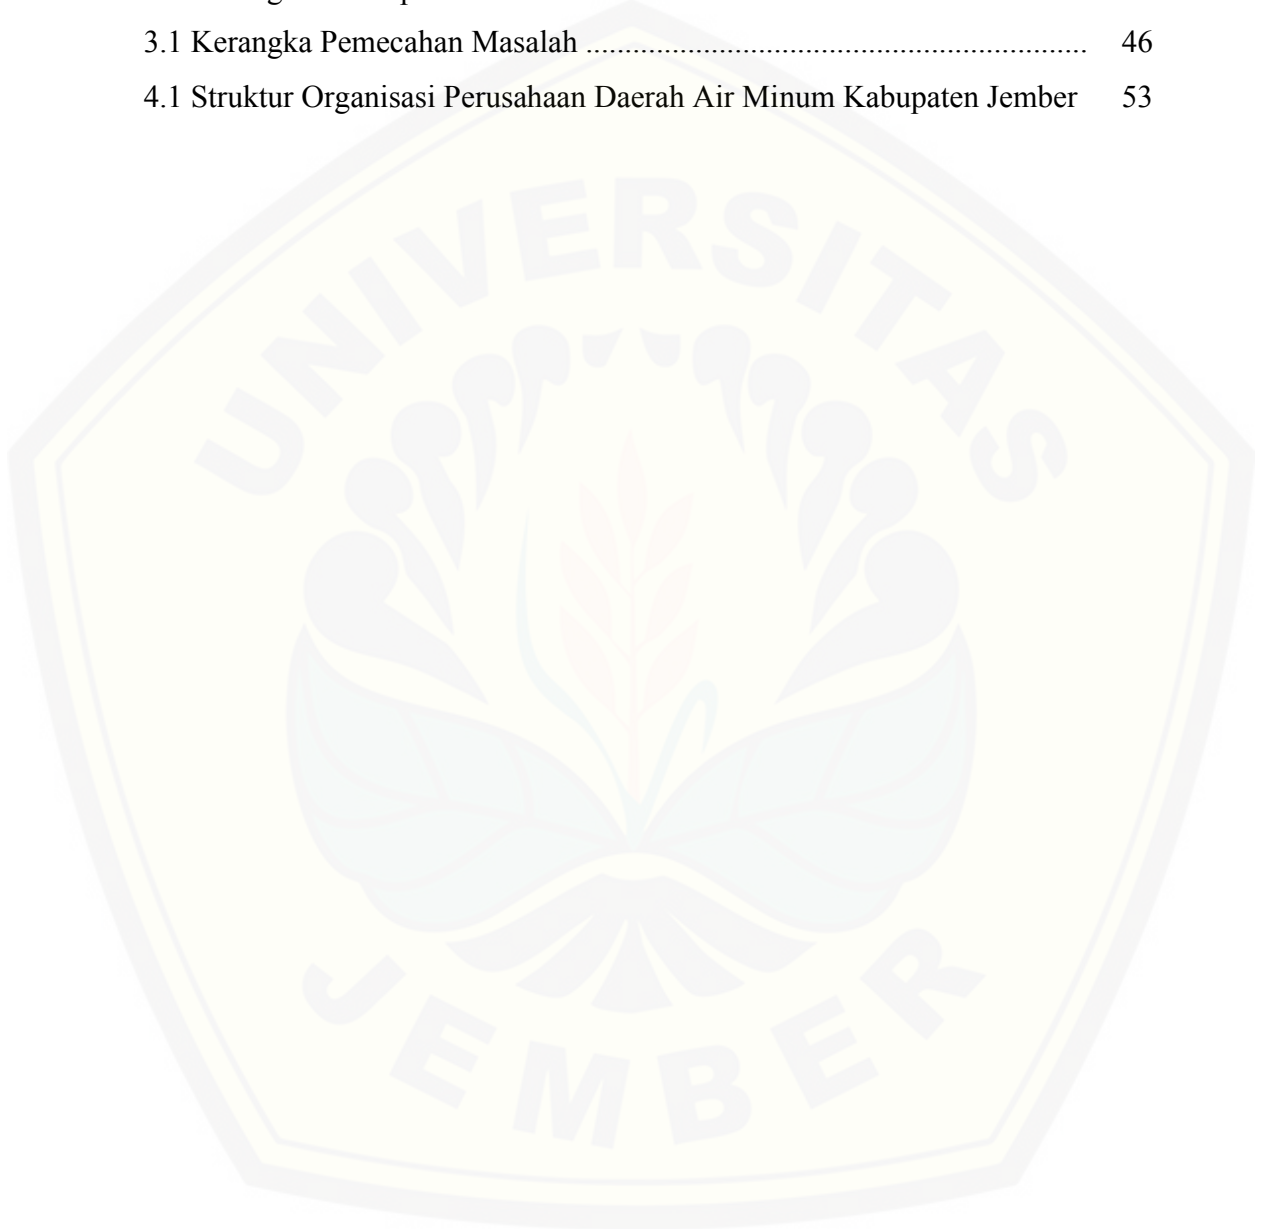 3.1 Kerangka Pemecahan Masalah ................................................................ 46
4.1 Struktur Organisasi Perusahaan Daerah Air Minum Kabupaten Jember 53
UNIVERSITAS
JEMBER